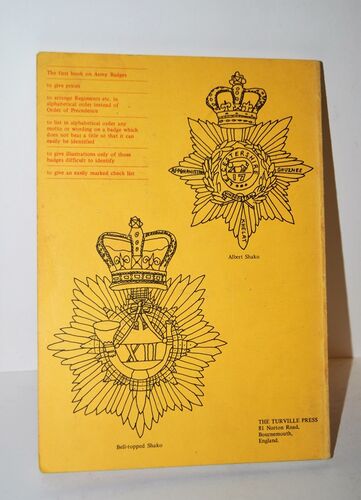 The first book on Army Badges
to give prices
to arrange Regiments etc. in
alphabetical order instead of
Order of Precedence
to list in alphabetical order any
motto or wording on a badge which
does not bear a title so that it can
easily be identified
to give illustrations only of those
badges difficult to identify
to give an easily marked check list
Albert Shako
XII
Bell-topped Shako
THE TURVILLE PRESS
81 Norton Road,
Bournemouth,
England.